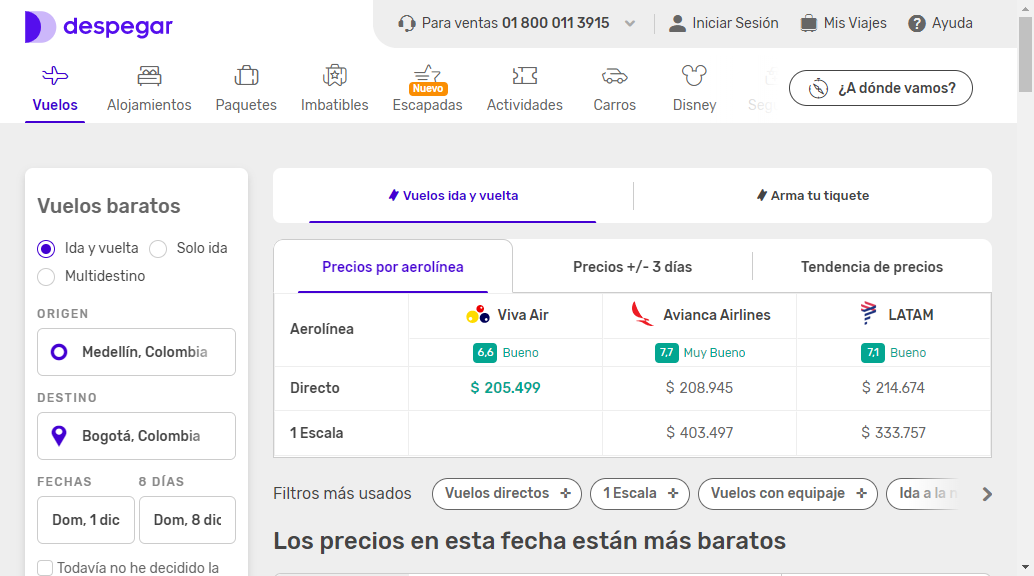 despegar
Para ventas 01 800 011 3915
Iniciar Sesión
Mis Viajes
Ayuda
Vuelos
Alojamientos
Paquetes
Imbatibles
Nuevo
Escapadas
Actividades
Carros
Disney
¿A dónde vamos?
Vuelos baratos
Ida y vuelta
Solo ida
Multidestino
ORIGEN
Medellín, Colombia
DESTINO
Bogotá, Colombia
FECHAS
8 DÍAS
Dom, 1 dic
Dom, 8 dic
Todavía no he decidido la
Vuelos ida y vuelta
Arma tu tiquete
Precios por aerolínea
Precios +/- 3 días
Tendencia de precios
Aerolínea
Viva Air
Avianca Airlines
LATAM
6,6 Bueno
7,7 Muy Bueno
7,1 Bueno
Directo
$ 205.499
$ 208.945
$ 214.674
1 Escala
$ 403.497
$ 333.757
Filtros más usados
Vuelos directos
1 Escala
Vuelos con equipaje
Ida a la
Los precios en esta fecha están más baratos